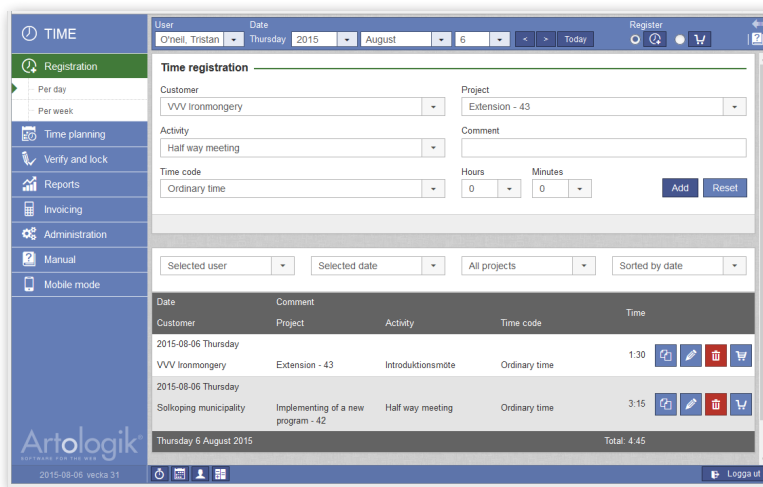 TIME
User
Date
Register
O'neil, Tristan
Thursday
2015
August
6
<
>
Today
Registration
Per day
Per week
Time planning
Verify and lock
Reports
Invoicing
Administration
Manual
Mobile mode
Time registration
Customer
Project
VVV Ironmongery
Extension - 43
Activity
Comment
Half way meeting
Time code
Hours
Minutes
Ordinary time
0
0
Add
Reset
Selected user
Selected date
All projects
Sorted by date
Date
Comment
Time
Customer
Project
Activity
Time code
2015-08-06 Thursday
VVV Ironmongery
Extension - 43
Introduktionsmöte
Ordinary time
1:30
2015-08-06 Thursday
Solkoping municipality
Implementing of a new
program - 42
Half way meeting
Ordinary time
3:15
Thursday 6 August 2015
Total: 4:45
Artologik
SOFTWARE FOR THE WEB
2015-08-06 vecka 31
Logga ut